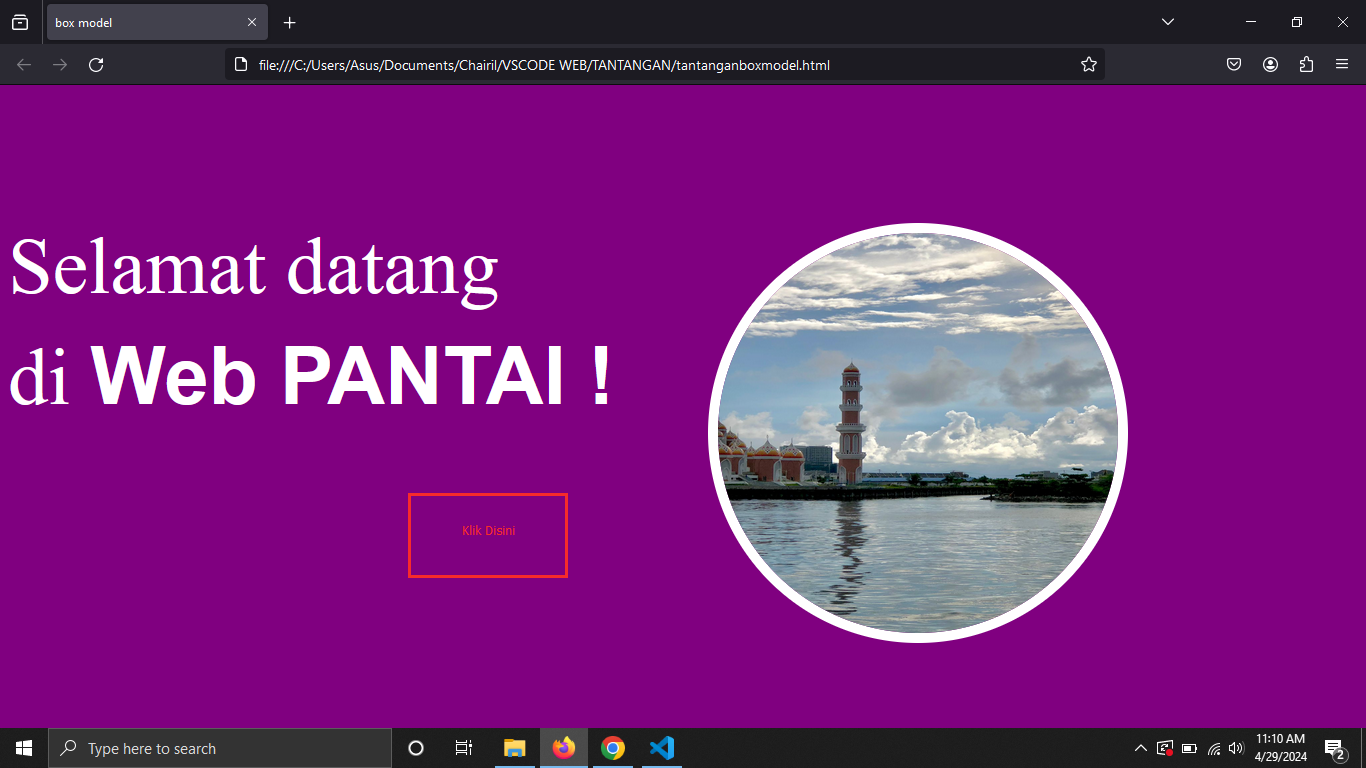 box model
file:///C:/Users/Asus/Documents/Chairil/VSCODE WEB/TANTANGAN/tantanganboxmodel.html
Selamat datang
di Web PANTAI !
Klik Disini
Type here to search
11:10 AM
4/29/2024
2